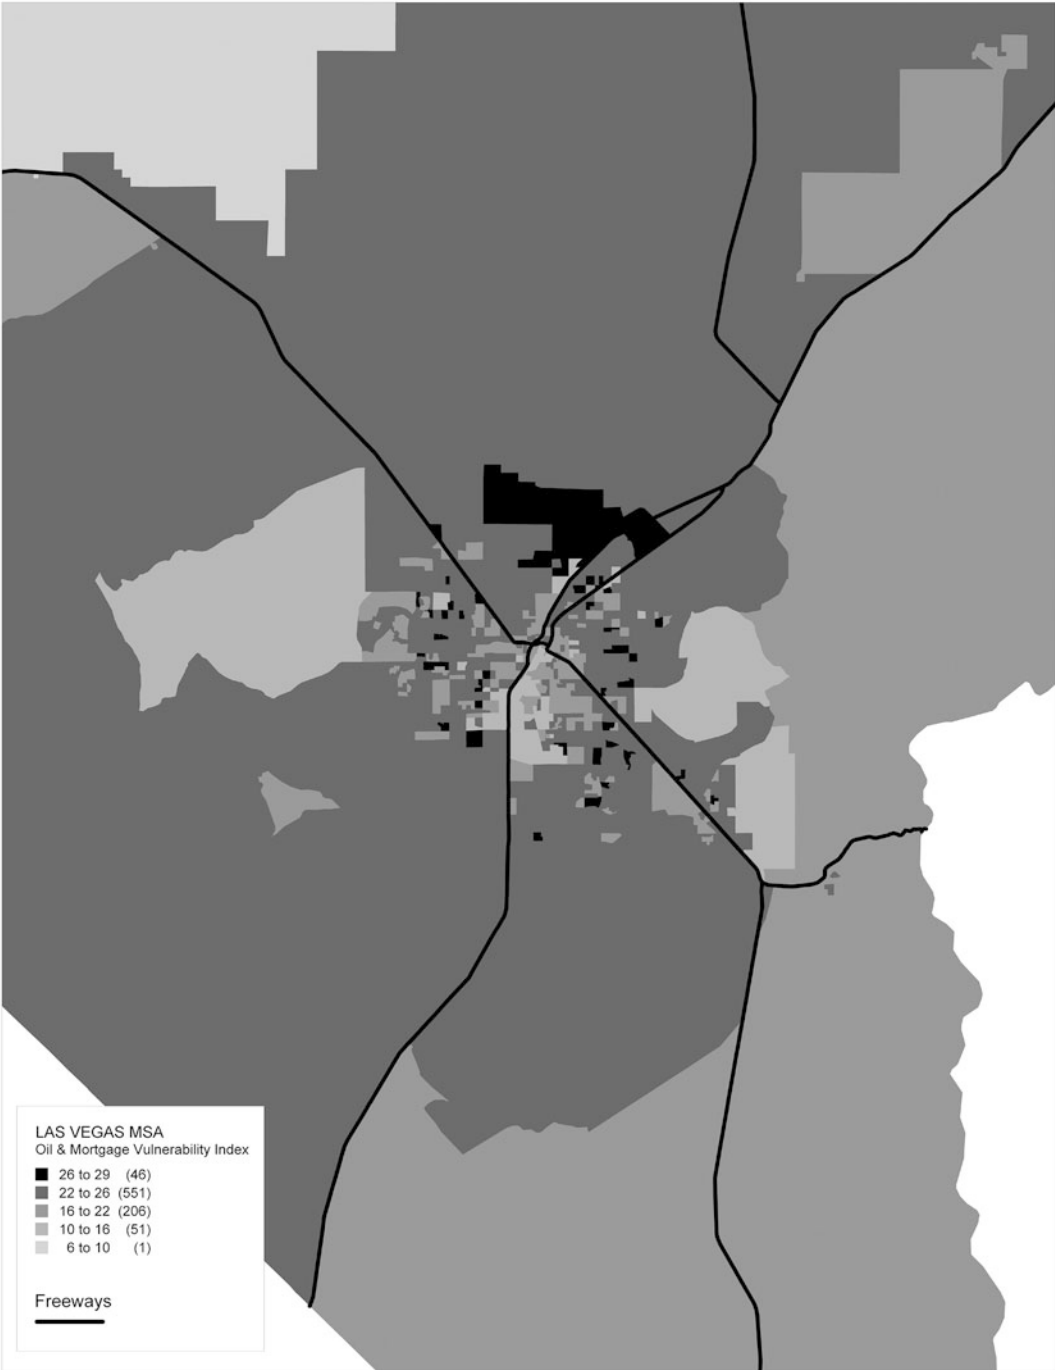 LAS VEGAS MSA
Oil & Mortgage Vulnerability Index
26 to 29 (46)
22 to 26 (551)
16 to 22 (206)
10 to 16 (51)
6 to 10 (1)
Freeways